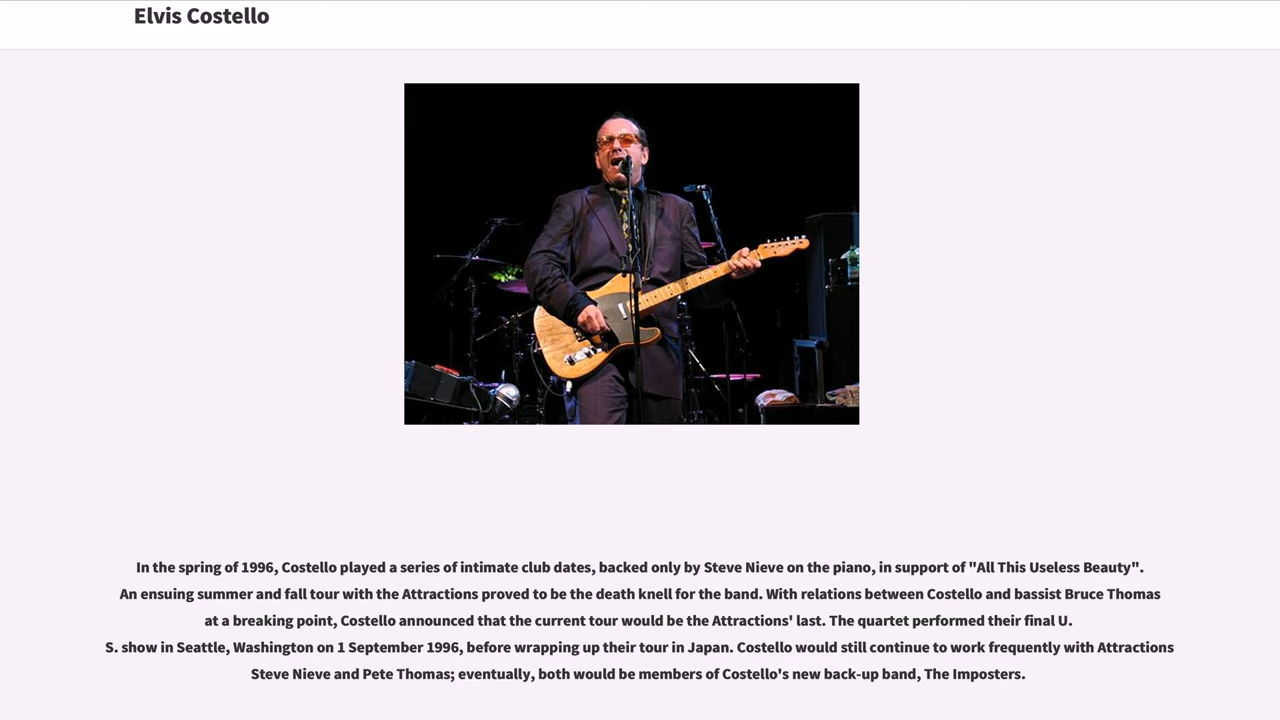 Elvis Costello
In the spring of 1996, Costello played a series of intimate club dates, backed only by Steve Nieve on the piano, in support of "All This Useless Beauty".
An ensuing summer and fall tour with the Attractions proved to be the death knell for the band. With relations between Costello and bassist Bruce Thomas
at a breaking point, Costello announced that the current tour would be the Attractions' last. The quartet performed their final U.
S. show in Seattle, Washington on 1 September 1996, before wrapping up their tour in Japan. Costello would still continue to work frequently with Attractions
Steve Nieve and Pete Thomas; eventually, both would be members of Costello's new back-up band, The Imposters.